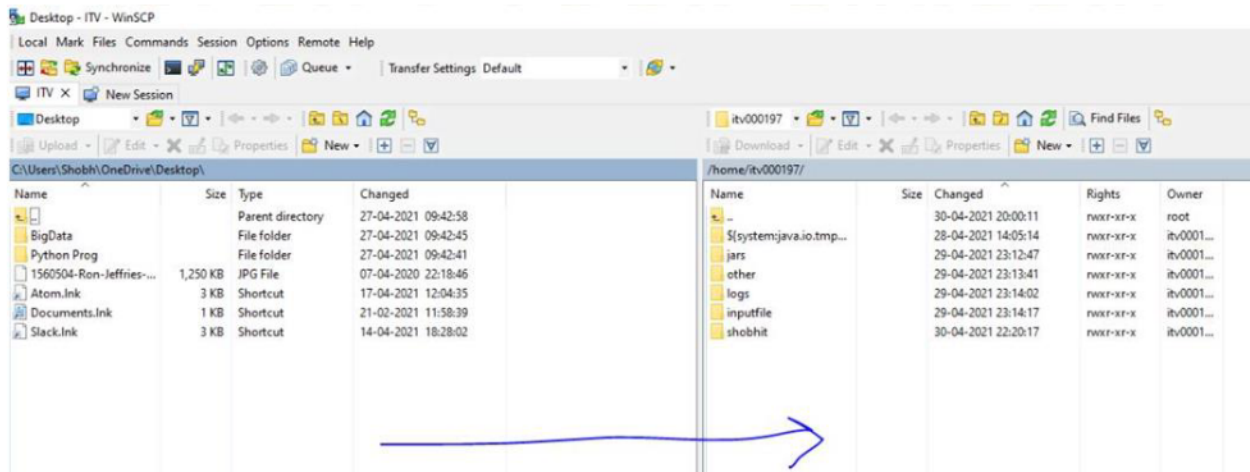 Desktop - ITV - WinSCP
Local Mark Files Commands Session Options Remote Help
Synchronize Queue Transfer Settings Default
ITV X New Session
Desktop
Upload Edit Properties New
C:\Users\Shobh\OneDrive\Desktop\
Name Size Type Changed
.. Parent directory 27-04-2021 09:42:58
BigData File folder 27-04-2021 09:42:45
Python Prog File folder 27-04-2021 09:42:41
1560504-Ron-Jeffries-... 1,250 KB JPG File 07-04-2020 22:18:46
Atom.lnk 3 KB Shortcut 17-04-2021 12:04:35
Documents.lnk 1 KB Shortcut 21-02-2021 11:58:39
Slack.lnk 3 KB Shortcut 14-04-2021 18:28:02
itv000197 Find Files
Download Edit Properties New
/home/itv000197/
Name Size Changed Rights Owner
.. 30-04-2021 20:00:11 rwxr-xr-x root
${system:java.io.tmp... 28-04-2021 14:05:14 rwxr-xr-x itv0001...
jars 29-04-2021 23:12:47 rwxr-xr-x itv0001...
other 29-04-2021 23:13:41 rwxr-xr-x itv0001...
logs 29-04-2021 23:14:02 rwxr-xr-x itv0001...
inputfile 29-04-2021 23:14:17 rwxr-xr-x itv0001...
shobhit 30-04-2021 22:20:17 rwxr-xr-x itv0001...